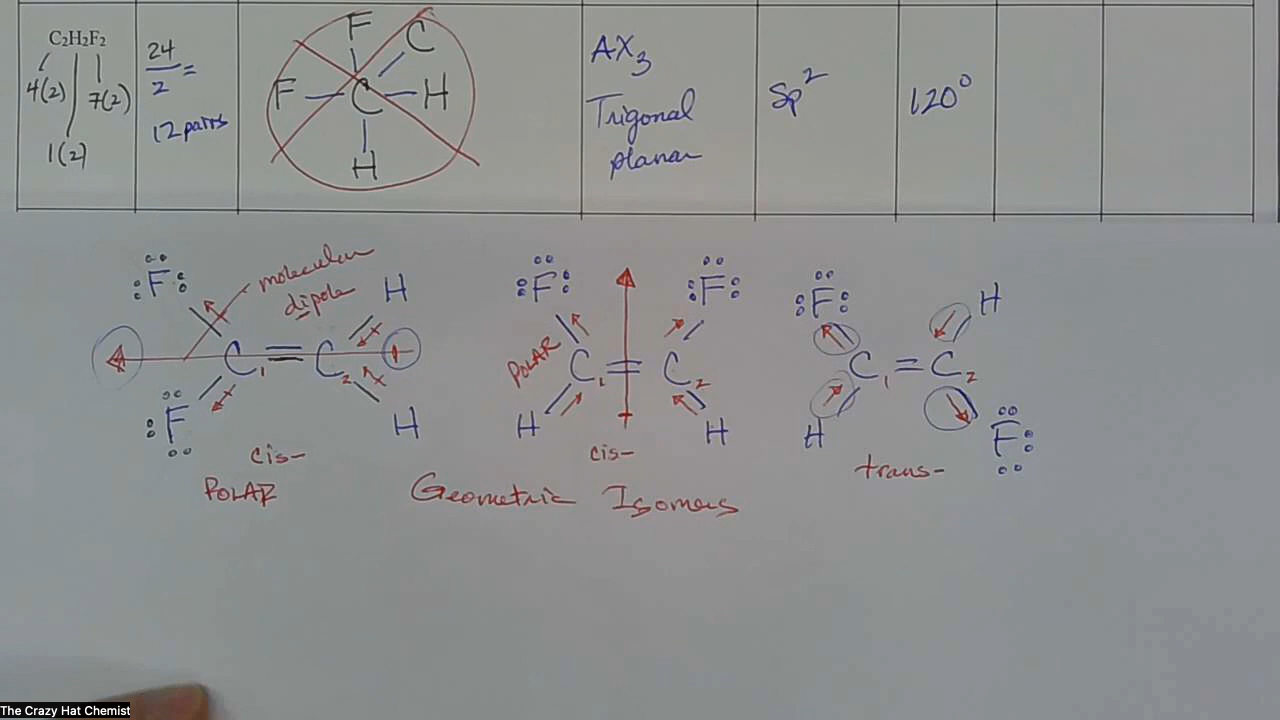 C2H2F2
4(2)
7(2)
1(2)
24
2
=
12 pairs
F
C
F
C
H
H
AX3
Trigonal
planar
Sp2
120°
F
molecular
dipole
H
C1
C2
F
H
cis-
POLAR
F
F
POLAR
C1
C2
H
H
cis-
Geometric Isomers
F
H
C1
C2
H
F
trans-
The Crazy Hat Chemist